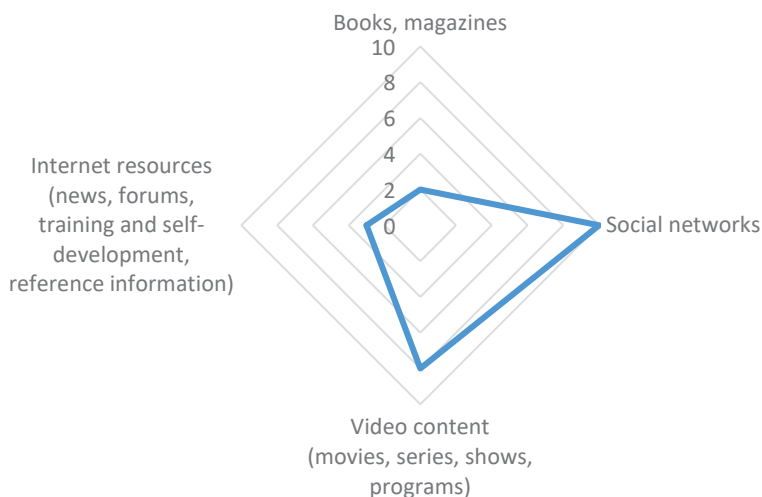 Books, magazines
10
8
6
4
2
0
Internet resources
(news, forums,
training and self-
development,
reference information)
Social networks
Video content
(movies, series, shows,
programs)